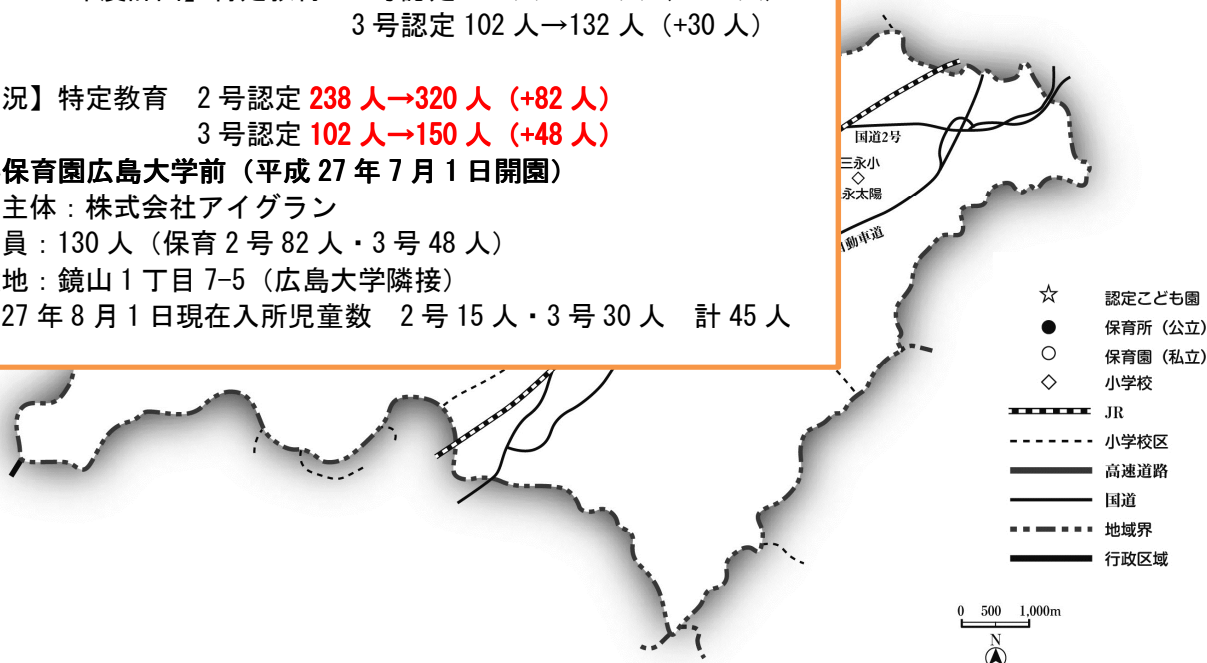 3 号認定 102 人→132 人（+30 人）
況】特定教育　2 号認定 238 人→320 人（+82 人）
3 号認定 102 人→150 人（+48 人）
保育園広島大学前（平成 27 年 7 月 1 日開園）
主体：株式会社アイグラン
員：130 人（保育 2 号 82 人・3 号 48 人）
地：鏡山 1 丁目 7-5（広島大学隣接）
27 年 8 月 1 日現在入所児童数　2 号 15 人・3 号 30 人　計 45 人
国道2号
三永小
永太陽
動車道
認定こども園
保育所（公立）
保育園（私立）
小学校
JR
小学校区
高速道路
国道
地域界
行政区域
0 500 1,000m
N